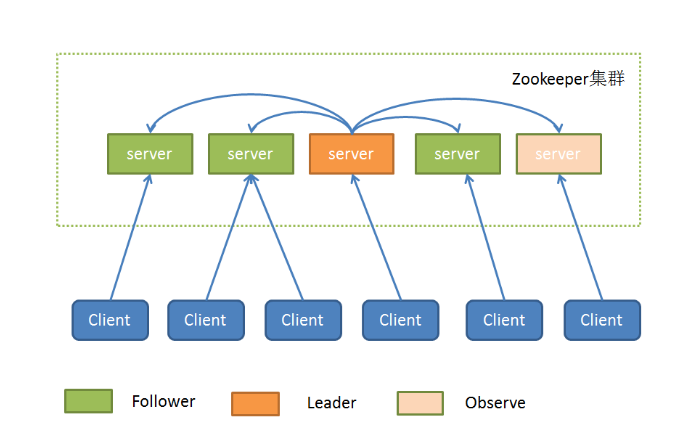 Zookeeper集群
server server server server server
Client Client Client Client Client Client
Follower Leader Observe